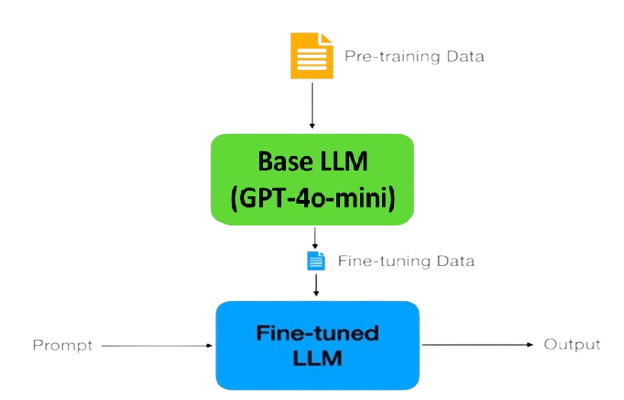 Pre-training Data
Base LLM
(GPT-4o-mini)
Fine-tuning Data
Prompt
Fine-tuned
LLM
Output